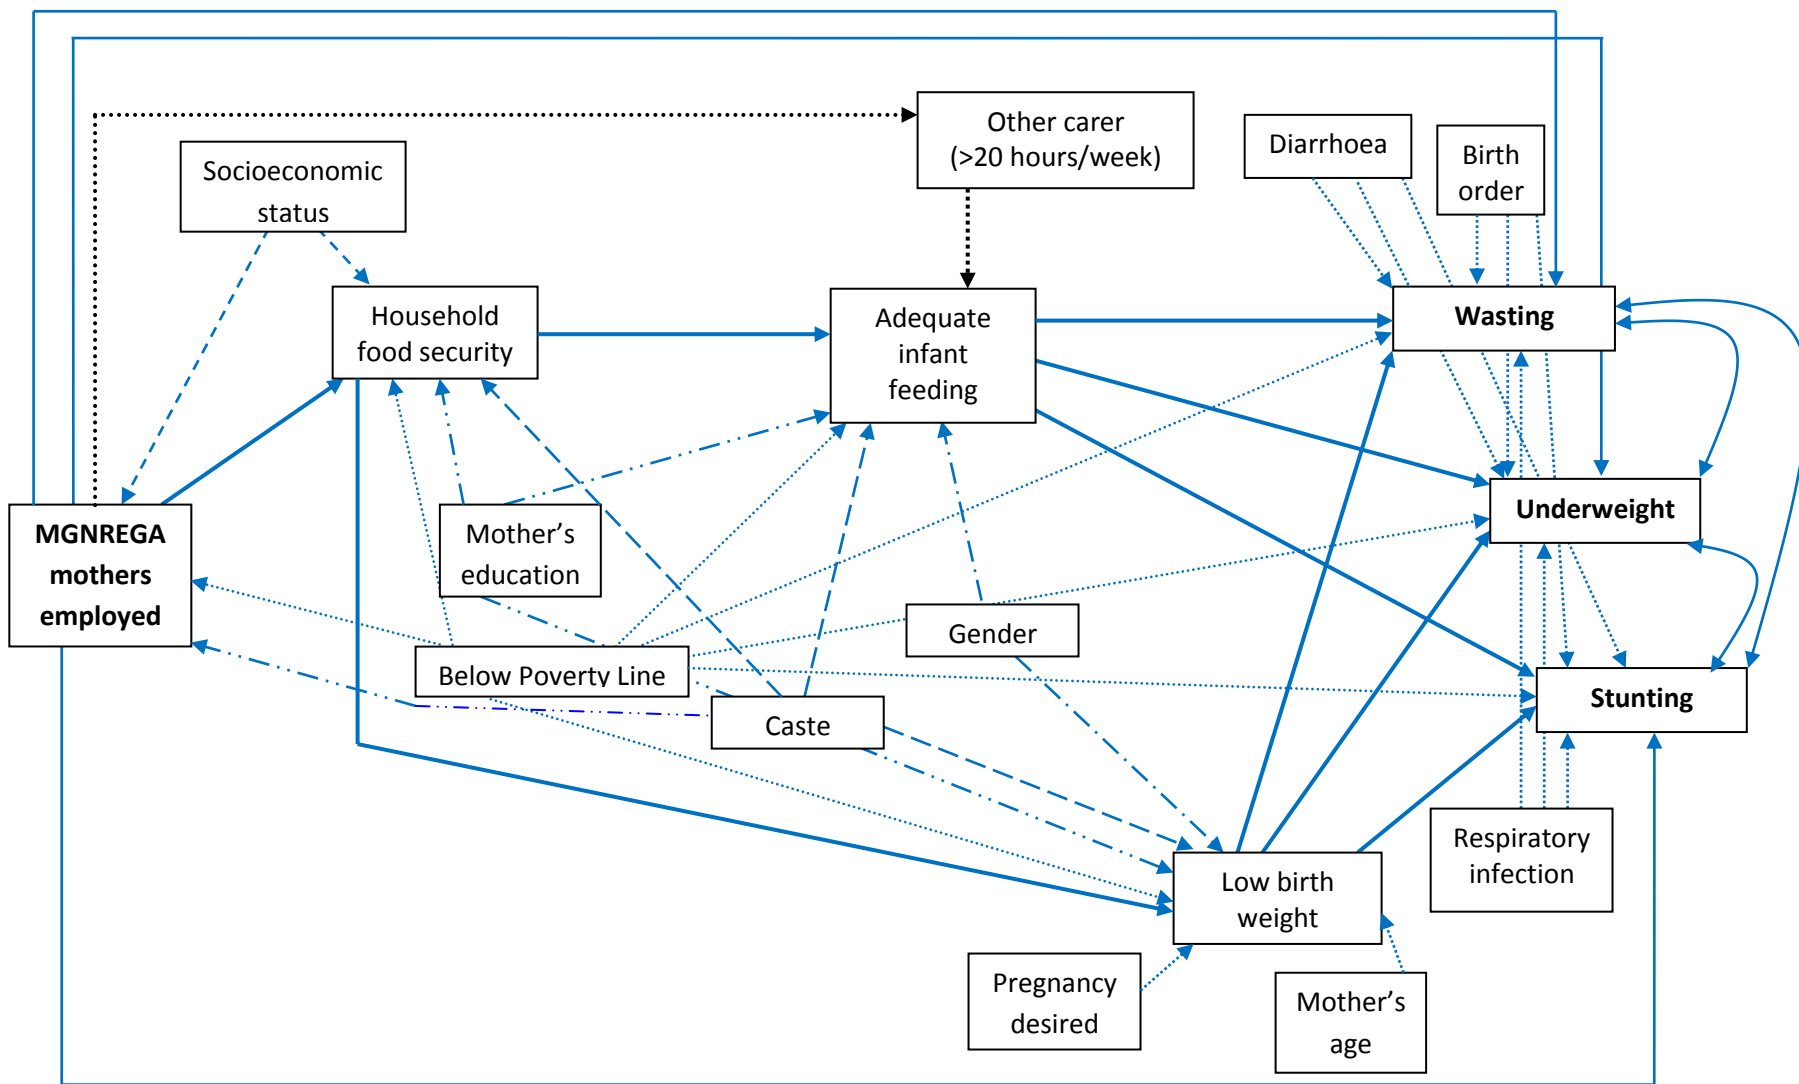 Other carer
(>20 hours/week)
Diarrhoea
Birth
order
Socioeconomic
status
Household
food security
Adequate
infant
feeding
Wasting
Underweight
MGNREGA
mothers
employed
Mother’s
education
Gender
Below Poverty Line
Caste
Stunting
Respiratory
infection
Low birth
weight
Pregnancy
desired
Mother’s
age